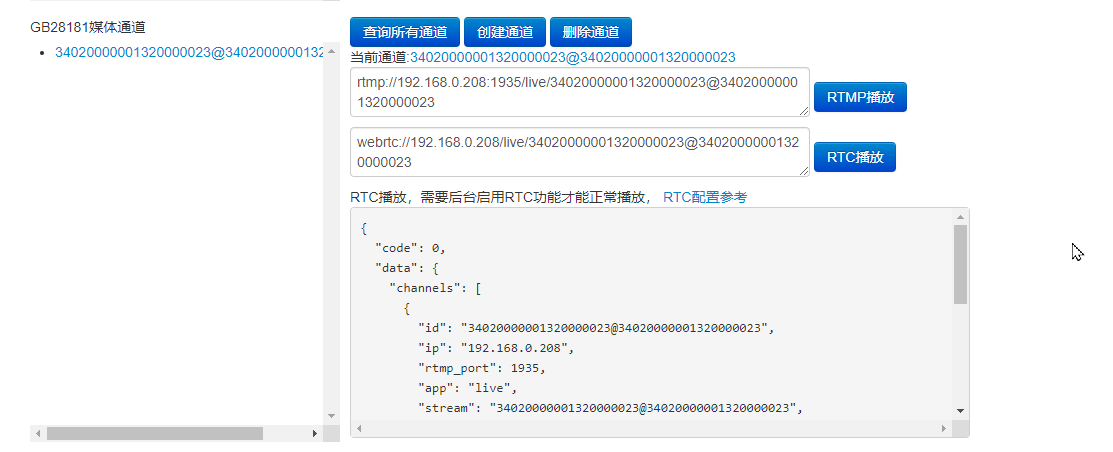 GB28181媒体通道
34020000001320000023@3402000000132
查询所有通道 创建通道 删除通道
当前通道:34020000001320000023@34020000001320000023
rtmp://192.168.0.208:1935/live/34020000001320000023@3402000000
1320000023
RTMP播放
webrtc://192.168.0.208/live/34020000001320000023@3402000000132
0000023
RTC播放
RTC播放，需要后台启用RTC功能才能正常播放， RTC配置参考
{
"code": 0,
"data": {
"channels": [
{
"id": "34020000001320000023@34020000001320000023",
"ip": "192.168.0.208",
"rtmp_port": 1935,
"app": "live",
"stream": "34020000001320000023@34020000001320000023",